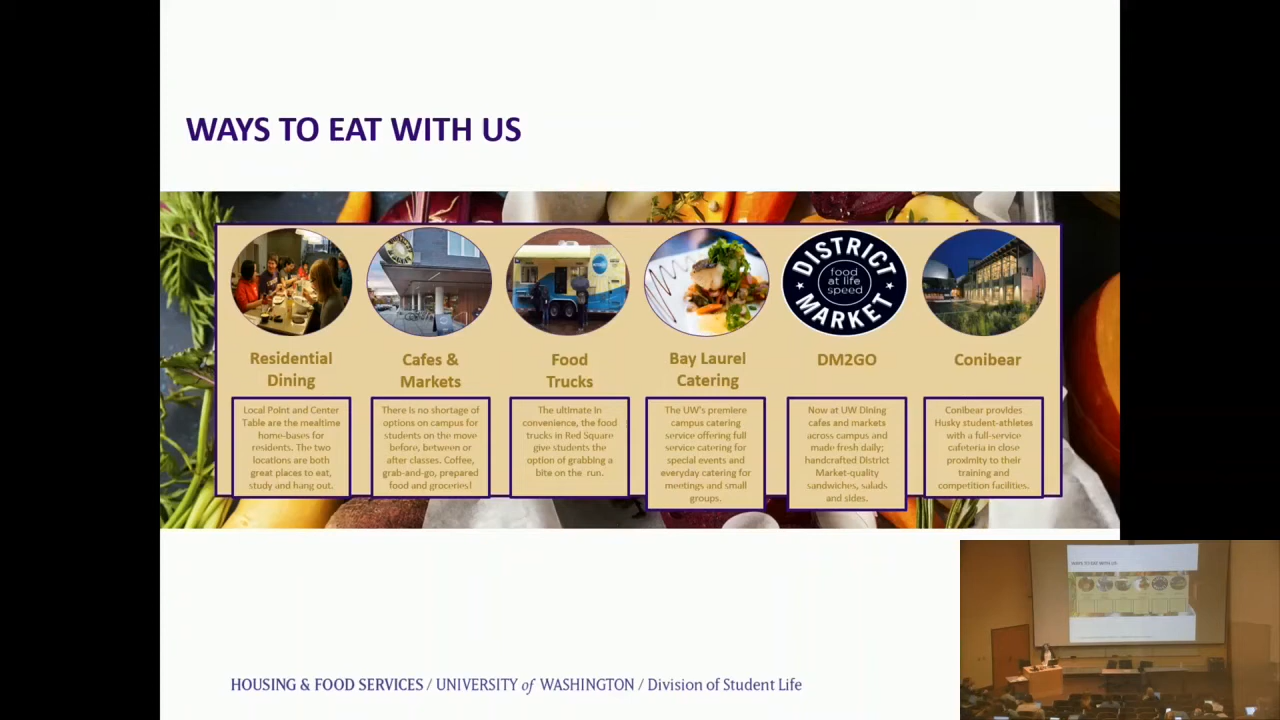 WAYS TO EAT WITH US
DISTRICT
food
at life
speed
MARKET
Residential
Dining
Cafes &
Markets
Food
Trucks
Bay Laurel
Catering
DM2GO
Conibear
Local Point and Center
Table are the mealtime
home-bases for
residents. The two
locations are both
great places to eat,
study and hang out.
There is no shortage of
options on campus for
students on the move
before, between or
after classes. Coffee,
grab-and-go, prepared
food and groceries!
The ultimate in
convenience, the food
trucks in Red Square
give students the
option of grabbing a
bite on the run.
The UW's premiere
campus catering
service offering full
service catering for
special events and
everyday catering for
meetings and small
groups.
Now at UW Dining
cafes and markets
across campus and
made fresh daily;
handcrafted District
Market-quality
sandwiches, salads
and sides.
Conibear provides
Husky student-athletes
with a full-service
cafeteria in close
proximity to their
training and
competition facilities.
HOUSING & FOOD SERVICES / UNIVERSITY of WASHINGTON / Division of Student Life
WAYS TO EAT WITH US